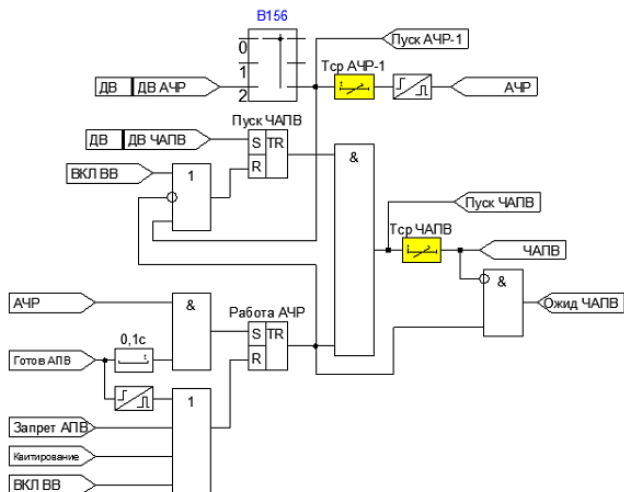 B156
0
1
2
Пуск АЧР-1
Тср АЧР-1
ДВ ДВ АЧР
АЧР
Пуск ЧАПВ
ДВ ДВ ЧАПВ
S TR
R
&
ВКЛ ВВ
1
Пуск ЧАПВ
Тср ЧАПВ
ЧАПВ
&
АЧР
&
Работа АЧР
Ожид ЧАПВ
0,1с
S TR
R
Готов АПВ
1
Запрет АПВ
Квитирование
ВКЛ ВВ